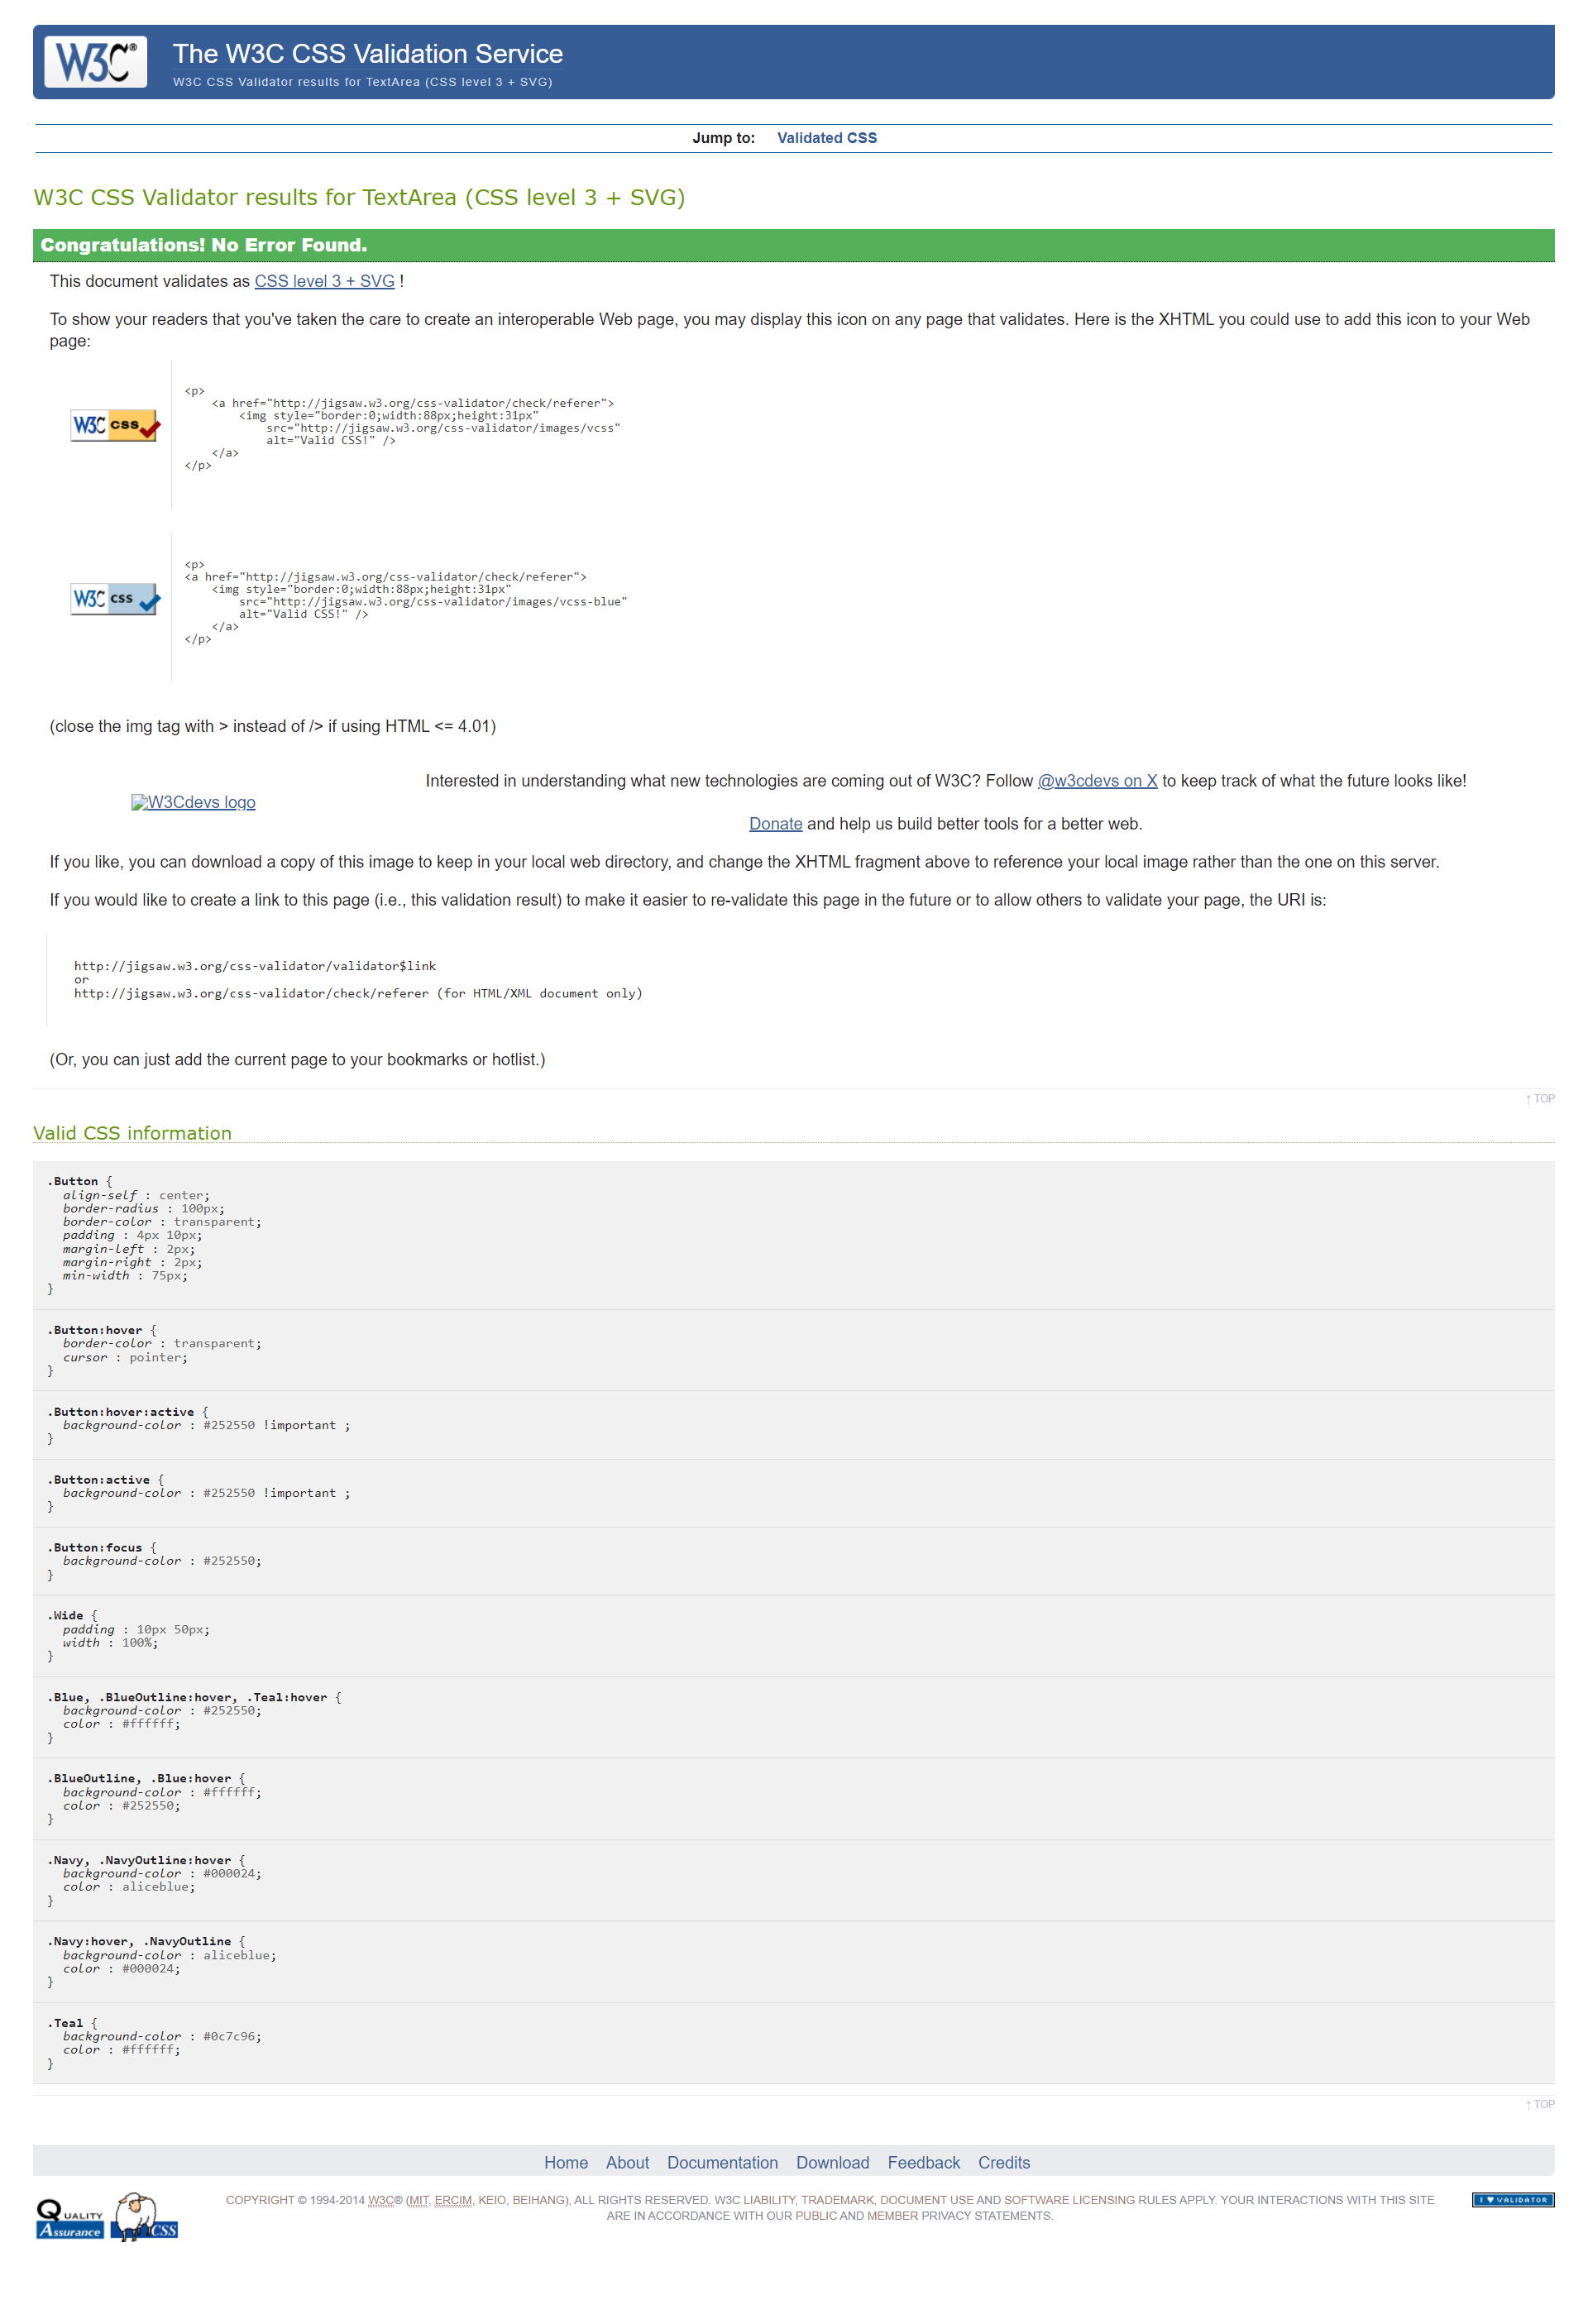 W3C®
The W3C CSS Validation Service
W3C CSS Validator results for TextArea (CSS level 3 + SVG)
Jump to: Validated CSS
W3C CSS Validator results for TextArea (CSS level 3 + SVG)
Congratulations! No Error Found.
This document validates as CSS level 3 + SVG !
To show your readers that you've taken the care to create an interoperable Web page, you may display this icon on any page that validates. Here is the XHTML you could use to add this icon to your Web
page:
W3C css
<p>
    <a href="http://jigsaw.w3.org/css-validator/check/referer">
        <img style="border:0;width:88px;height:31px"
            src="http://jigsaw.w3.org/css-validator/images/vcss"
            alt="Valid CSS!" />
    </a>
</p>
W3C css
<p>
<a href="http://jigsaw.w3.org/css-validator/check/referer">
    <img style="border:0;width:88px;height:31px"
        src="http://jigsaw.w3.org/css-validator/images/vcss-blue"
        alt="Valid CSS!" />
    </a>
</p>
(close the img tag with > instead of /> if using HTML <= 4.01)
Interested in understanding what new technologies are coming out of W3C? Follow @w3cdevs on X to keep track of what the future looks like!
W3Cdevs logo
Donate and help us build better tools for a better web.
If you like, you can download a copy of this image to keep in your local web directory, and change the XHTML fragment above to reference your local image rather than the one on this server.
If you would like to create a link to this page (i.e., this validation result) to make it easier to re-validate this page in the future or to allow others to validate your page, the URI is:
http://jigsaw.w3.org/css-validator/validator$link
or
http://jigsaw.w3.org/css-validator/check/referer (for HTML/XML document only)
(Or, you can just add the current page to your bookmarks or hotlist.)
↑ TOP
Valid CSS information
.Button {
  align-self : center;
  border-radius : 100px;
  border-color : transparent;
  padding : 4px 10px;
  margin-left : 2px;
  margin-right : 2px;
  min-width : 75px;
}
.Button:hover {
  border-color : transparent;
  cursor : pointer;
}
.Button:hover:active {
  background-color : #252550 !important ;
}
.Button:active {
  background-color : #252550 !important ;
}
.Button:focus {
  background-color : #252550;
}
.Wide {
  padding : 10px 50px;
  width : 100%;
}
.Blue, .BlueOutline:hover, .Teal:hover {
  background-color : #252550;
  color : #ffffff;
}
.BlueOutline, .Blue:hover {
  background-color : #ffffff;
  color : #252550;
}
.Navy, .NavyOutline:hover {
  background-color : #000024;
  color : aliceblue;
}
.Navy:hover, .NavyOutline {
  background-color : aliceblue;
  color : #000024;
}
.Teal {
  background-color : #0c7c96;
  color : #ffffff;
}
↑ TOP
Home About Documentation Download Feedback Credits
QUALITY
Assurance
CSS
COPYRIGHT © 1994-2014 W3C® (MIT, ERCIM, KEIO, BEIHANG), ALL RIGHTS RESERVED. W3C LIABILITY, TRADEMARK, DOCUMENT USE AND SOFTWARE LICENSING RULES APPLY. YOUR INTERACTIONS WITH THIS SITE
ARE IN ACCORDANCE WITH OUR PUBLIC AND MEMBER PRIVACY STATEMENTS.
I ♥ VALIDATOR